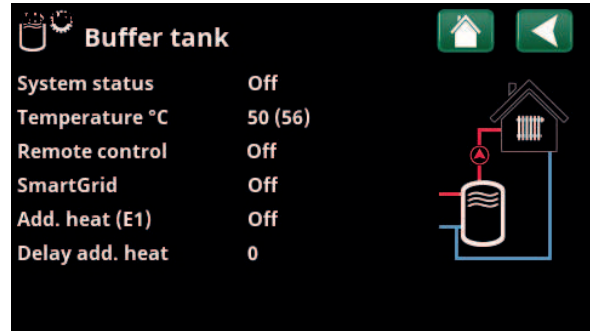 Buffer tank
System status Off
Temperature °C 50 (56)
Remote control Off
SmartGrid Off
Add. heat (E1) Off
Delay add. heat 0